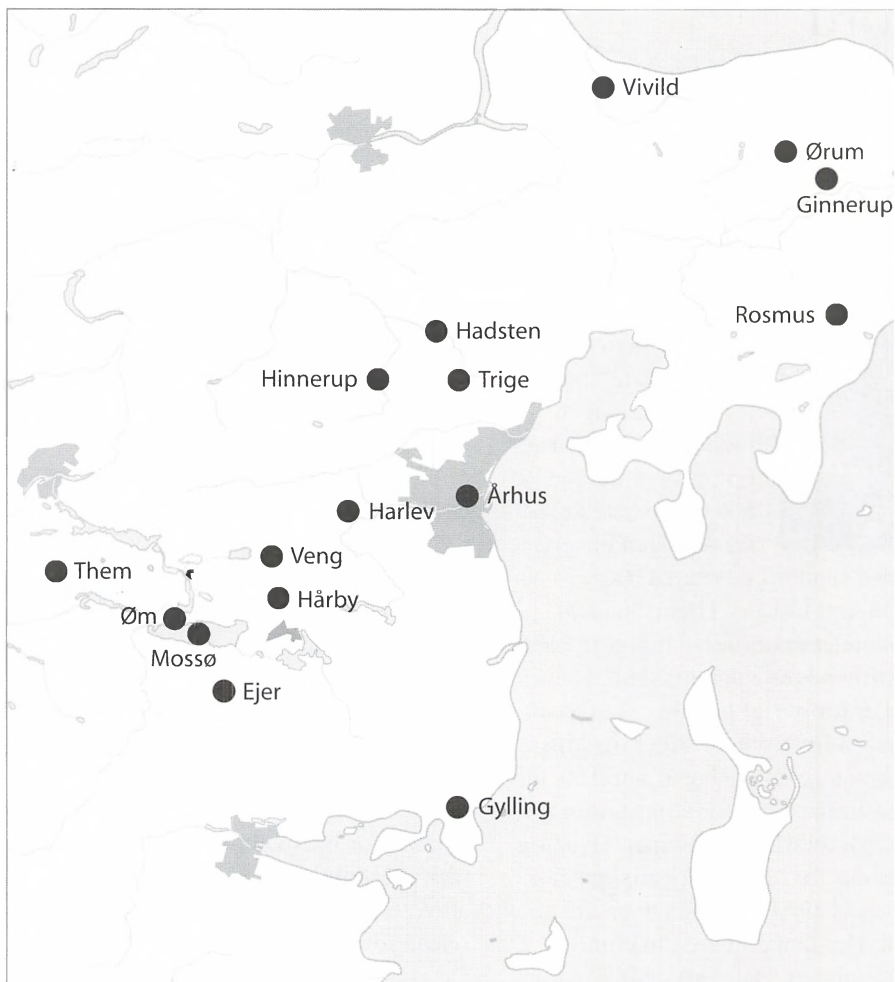 Vivild
Ørum
Ginnerup
Rosmus
Hadsten
Hinnerup
Trige
Århus
Harlev
Veng
Them
Hårby
Øm
Mossø
Ejer
Gylling